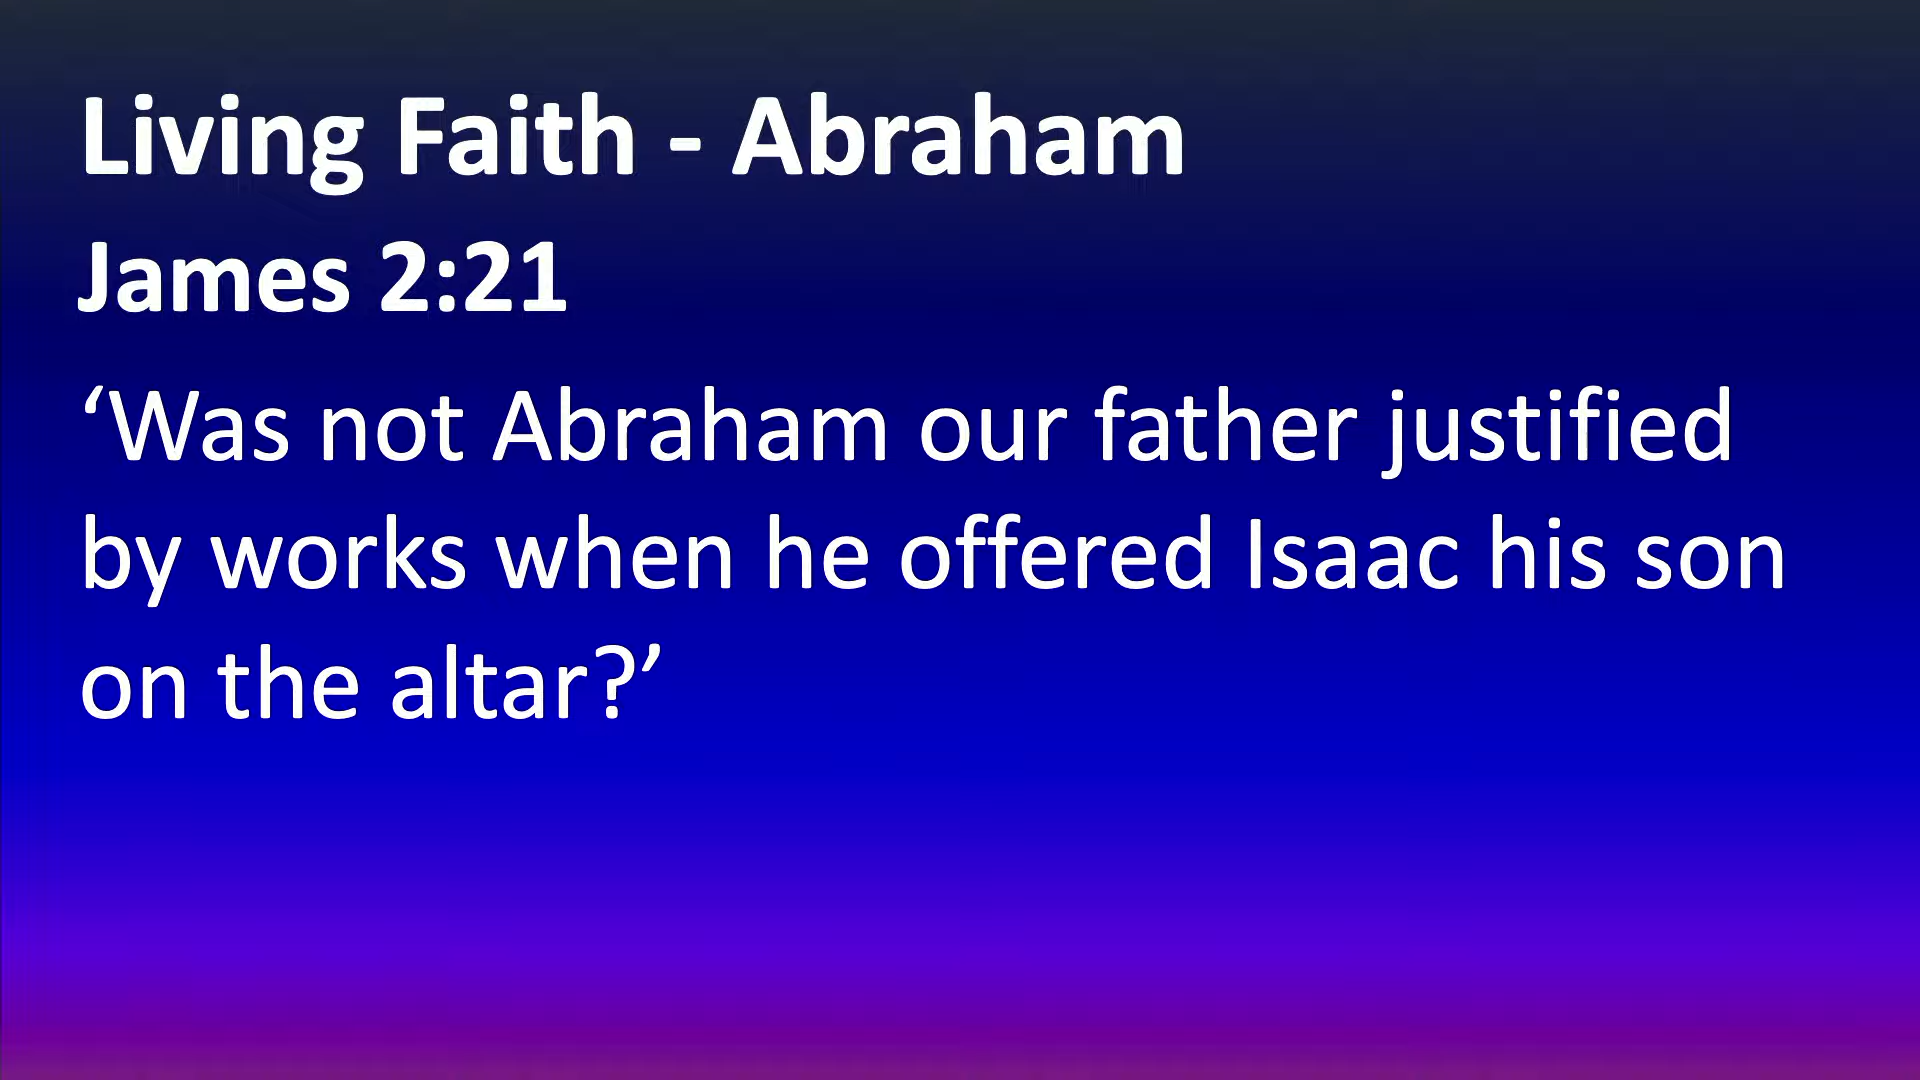 Living Faith - Abraham
James 2:21
‘Was not Abraham our father justified
by works when he offered Isaac his son
on the altar?’